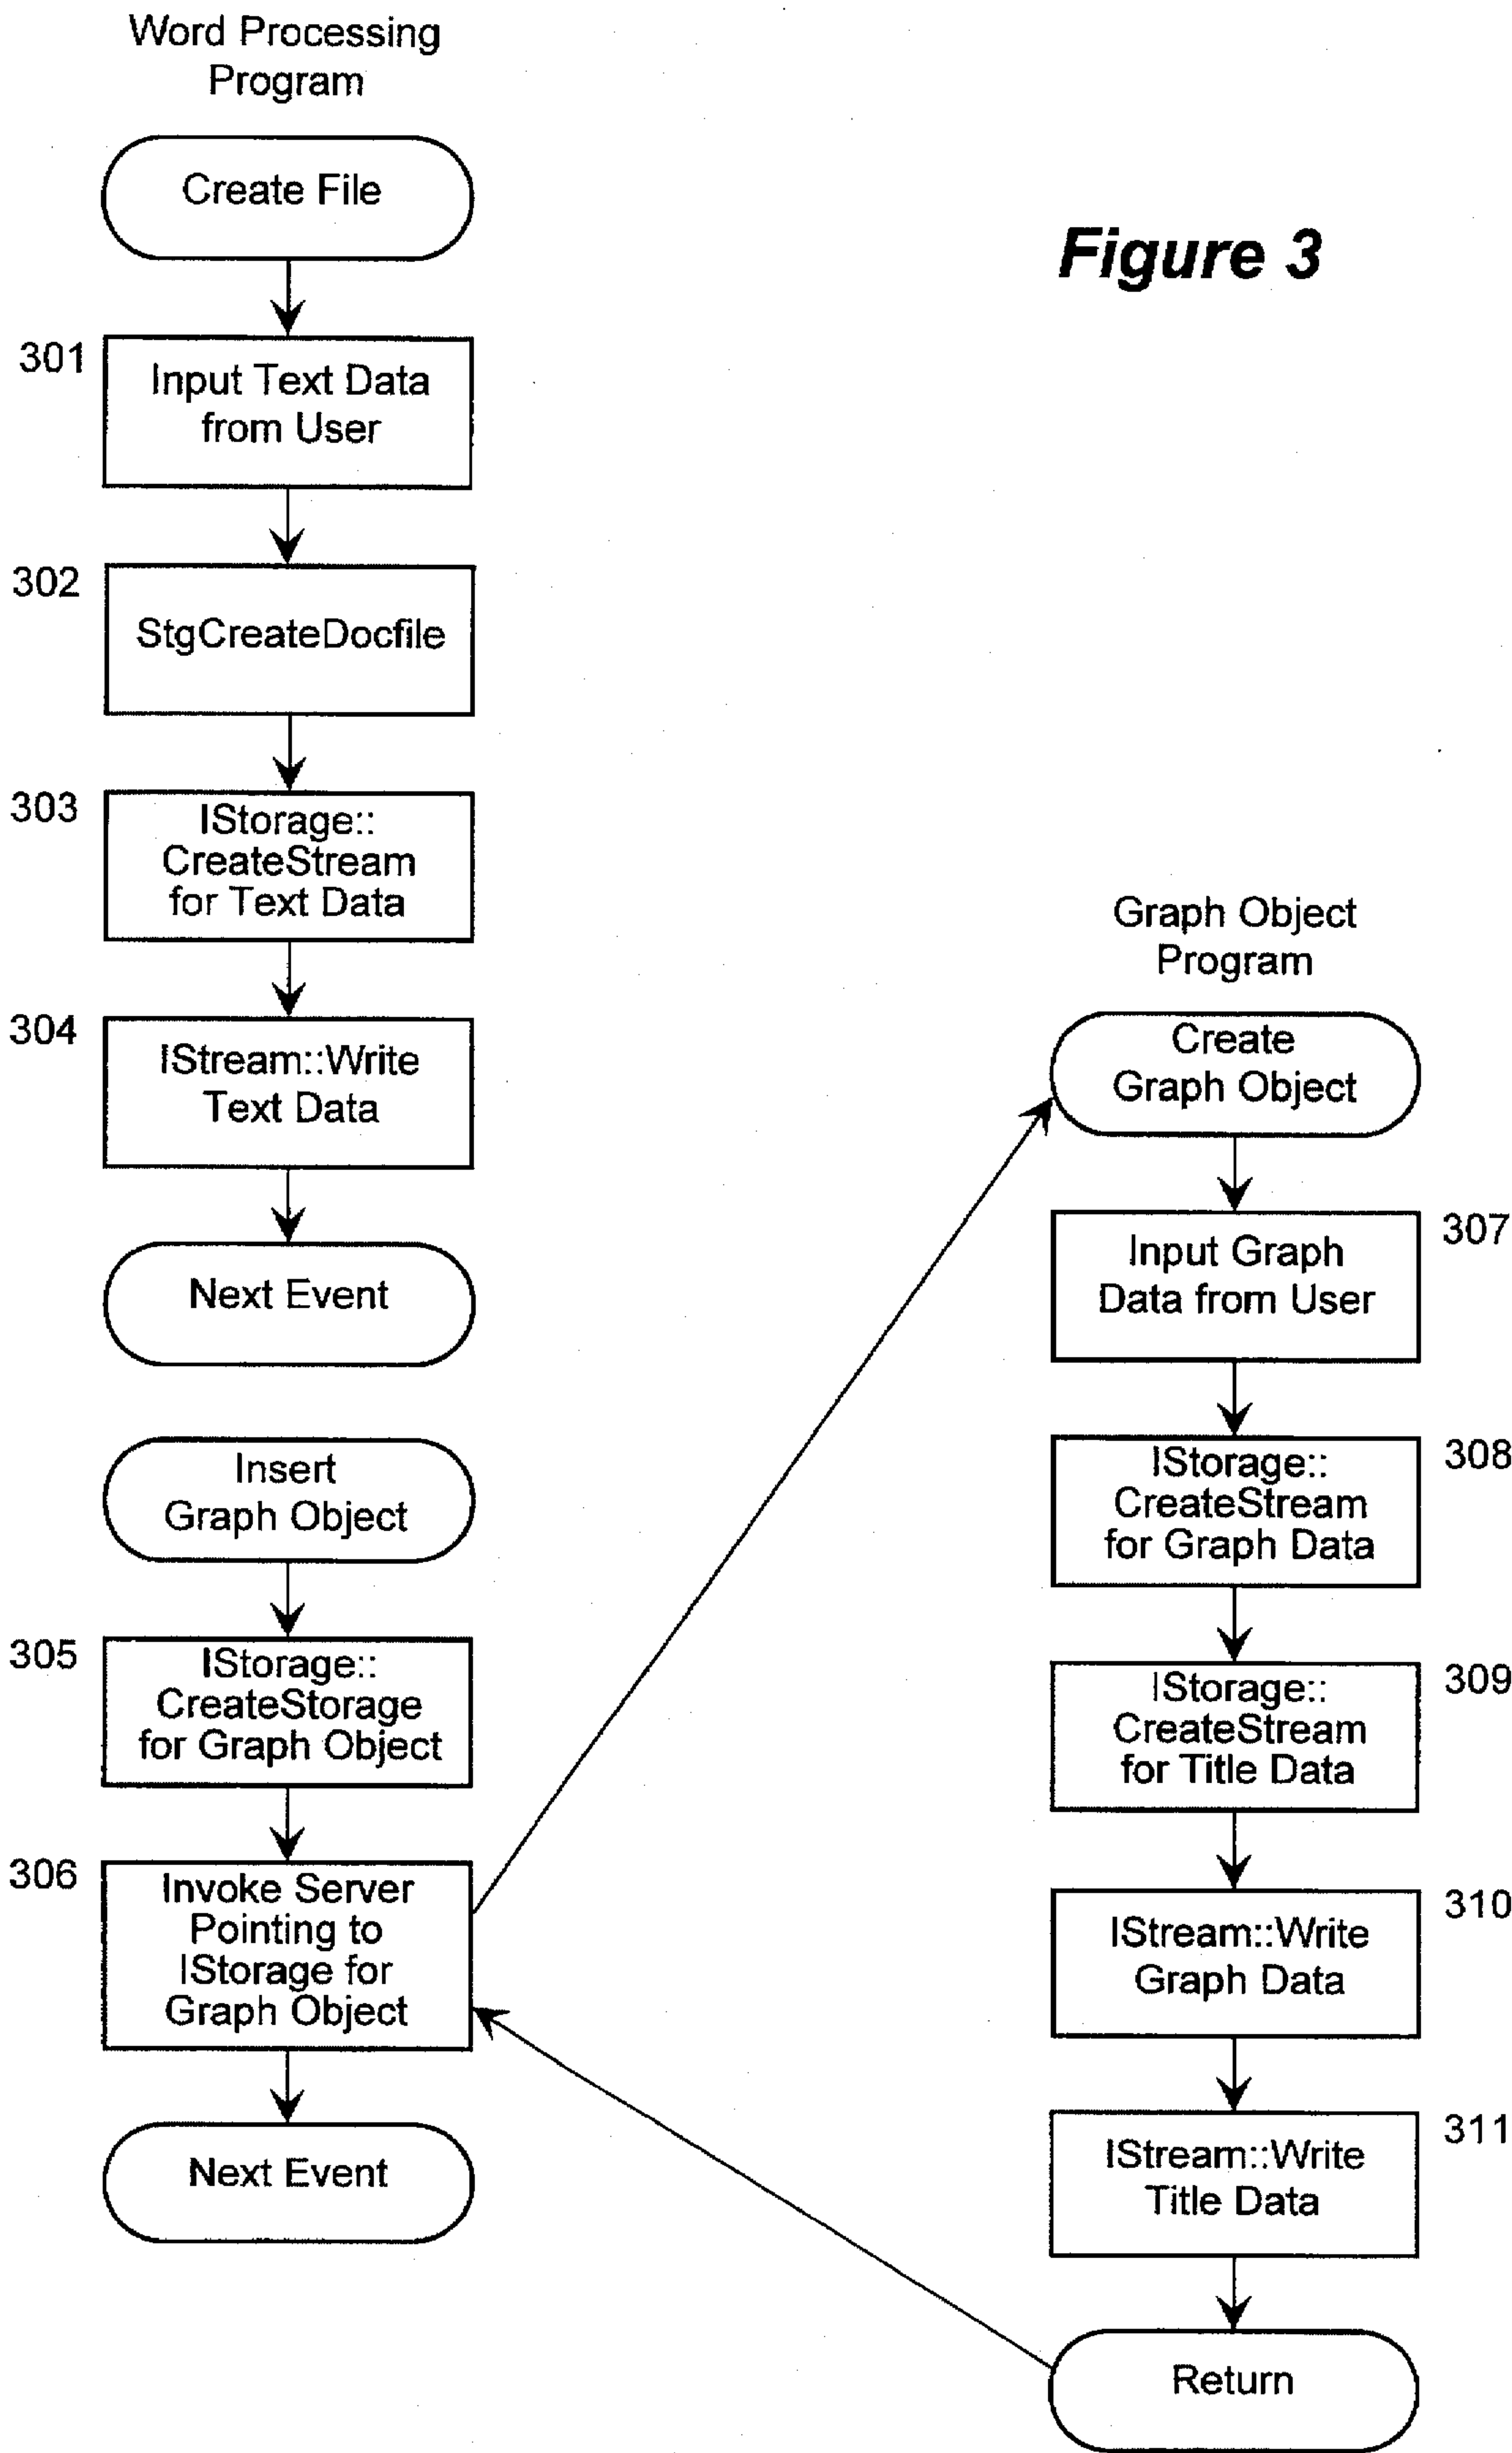 Word Processing
Program
Create File
Figure 3
301
Input Text Data
from User
302
StgCreateDocfile
303
IStorage::
CreateStream
for Text Data
304
IStream::Write
Text Data
Next Event
Insert
Graph Object
305
IStorage::
CreateStorage
for Graph Object
306
Invoke Server
Pointing to
IStorage for
Graph Object
Next Event
Graph Object
Program
Create
Graph Object
307
Input Graph
Data from User
308
IStorage::
CreateStream
for Graph Data
309
IStorage::
CreateStream
for Title Data
310
IStream::Write
Graph Data
311
IStream::Write
Title Data
Return